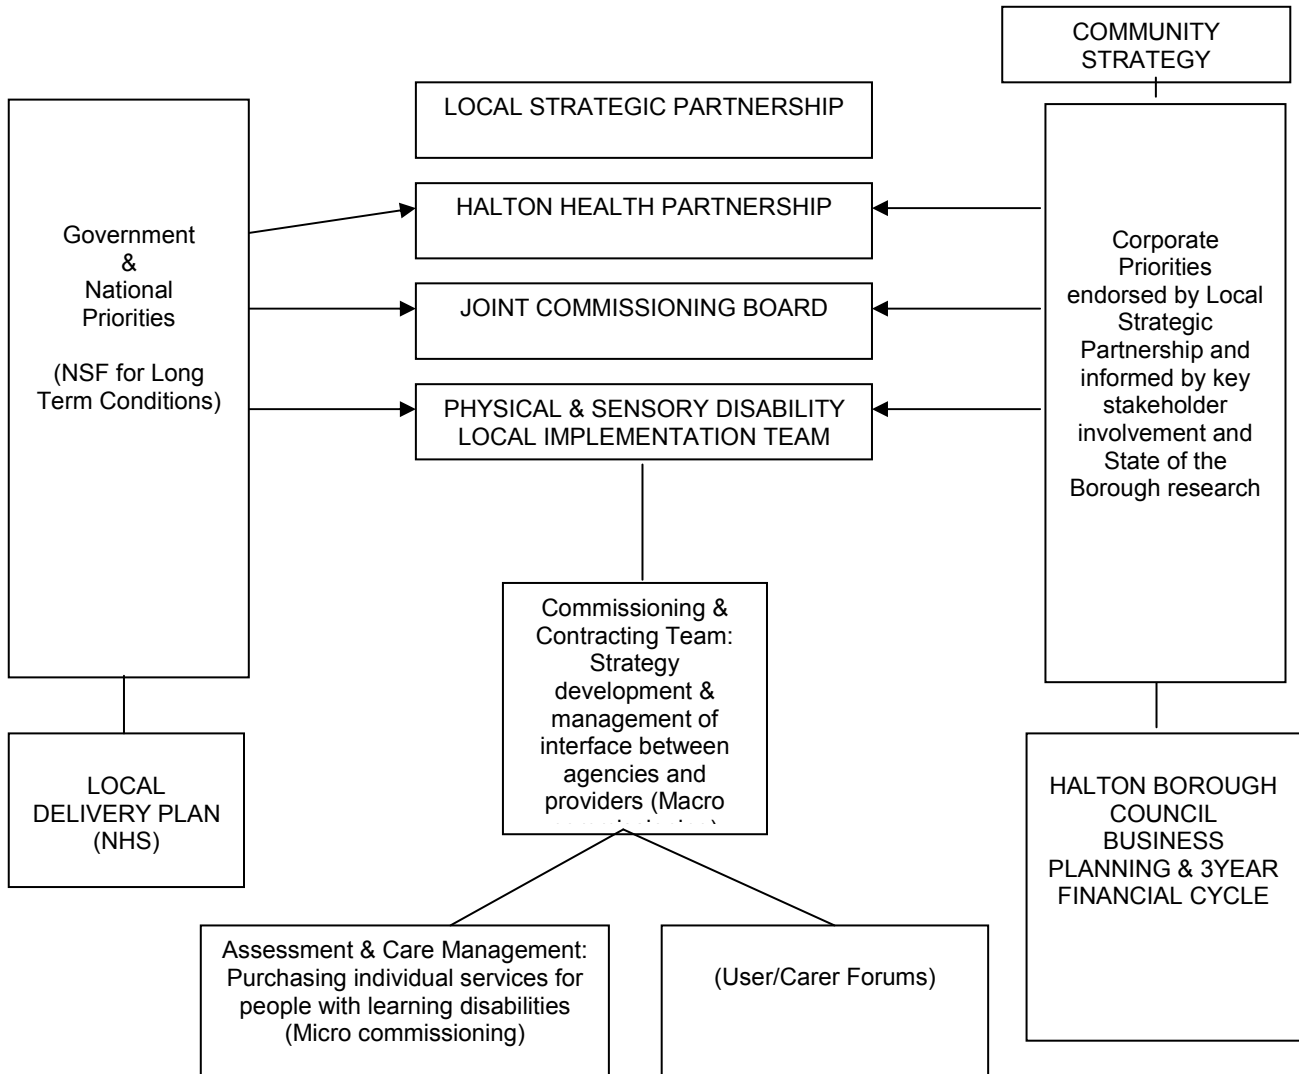 COMMUNITY
STRATEGY
LOCAL STRATEGIC PARTNERSHIP
HALTON HEALTH PARTNERSHIP
JOINT COMMISSIONING BOARD
PHYSICAL & SENSORY DISABILITY
LOCAL IMPLEMENTATION TEAM
Government
&
National
Priorities
(NSF for Long
Term Conditions)
Corporate
Priorities
endorsed by Local
Strategic
Partnership and
informed by key
stakeholder
involvement and
State of the
Borough research
Commissioning &
Contracting Team:
Strategy
development &
management of
interface between
agencies and
providers (Macro
LOCAL
DELIVERY PLAN
(NHS)
HALTON BOROUGH
COUNCIL
BUSINESS
PLANNING & 3YEAR
FINANCIAL CYCLE
Assessment & Care Management:
Purchasing individual services for
people with learning disabilities
(Micro commissioning)
(User/Carer Forums)